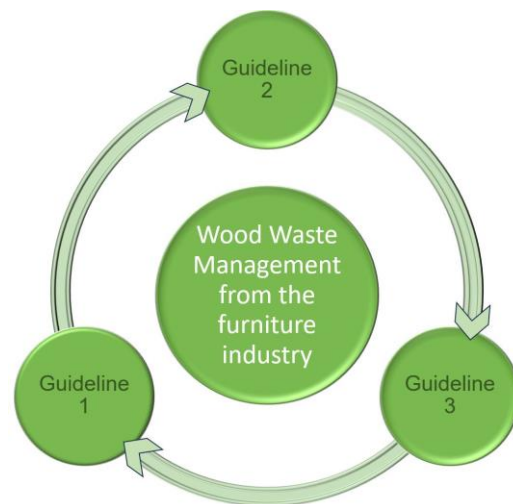 Guideline
2
Wood Waste
Management
from the
furniture
industry
Guideline
1
Guideline
3